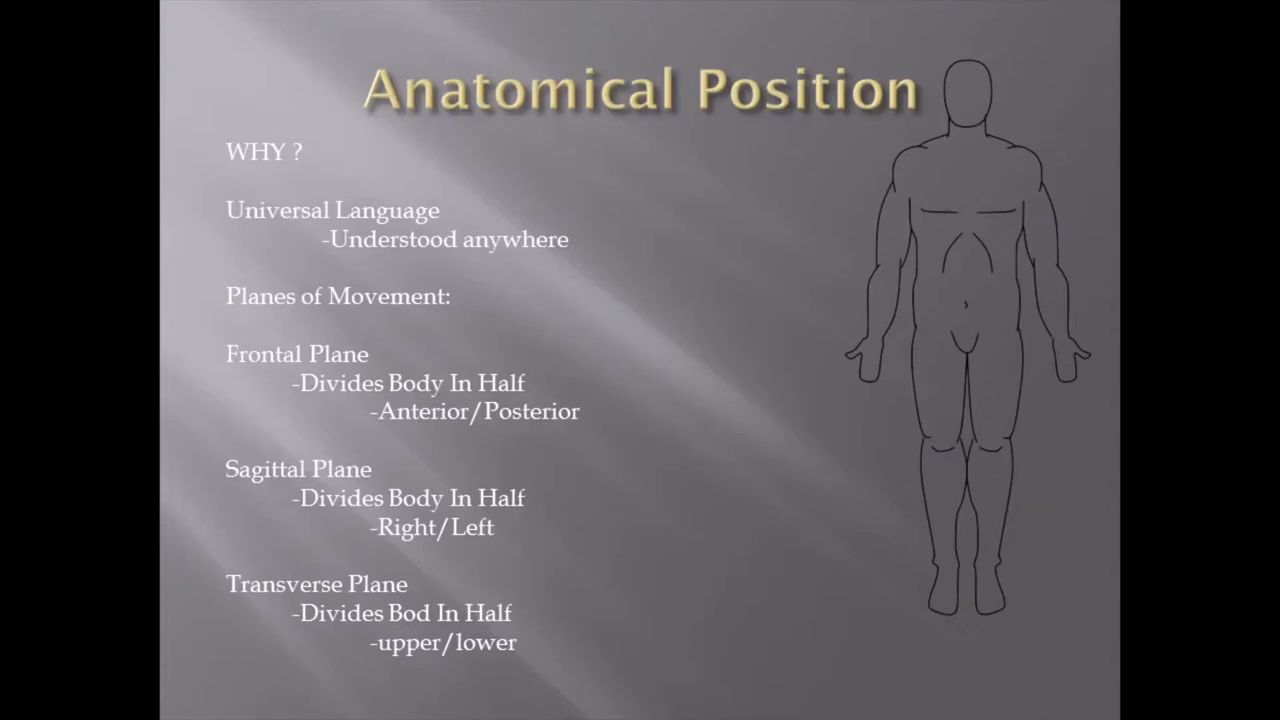 Anatomical Position
WHY ?
Universal Language
-Understood anywhere
Planes of Movement:
Frontal Plane
-Divides Body In Half
-Anterior/Posterior
Sagittal Plane
-Divides Body In Half
-Right/Left
Transverse Plane
-Divides Bod In Half
-upper/lower